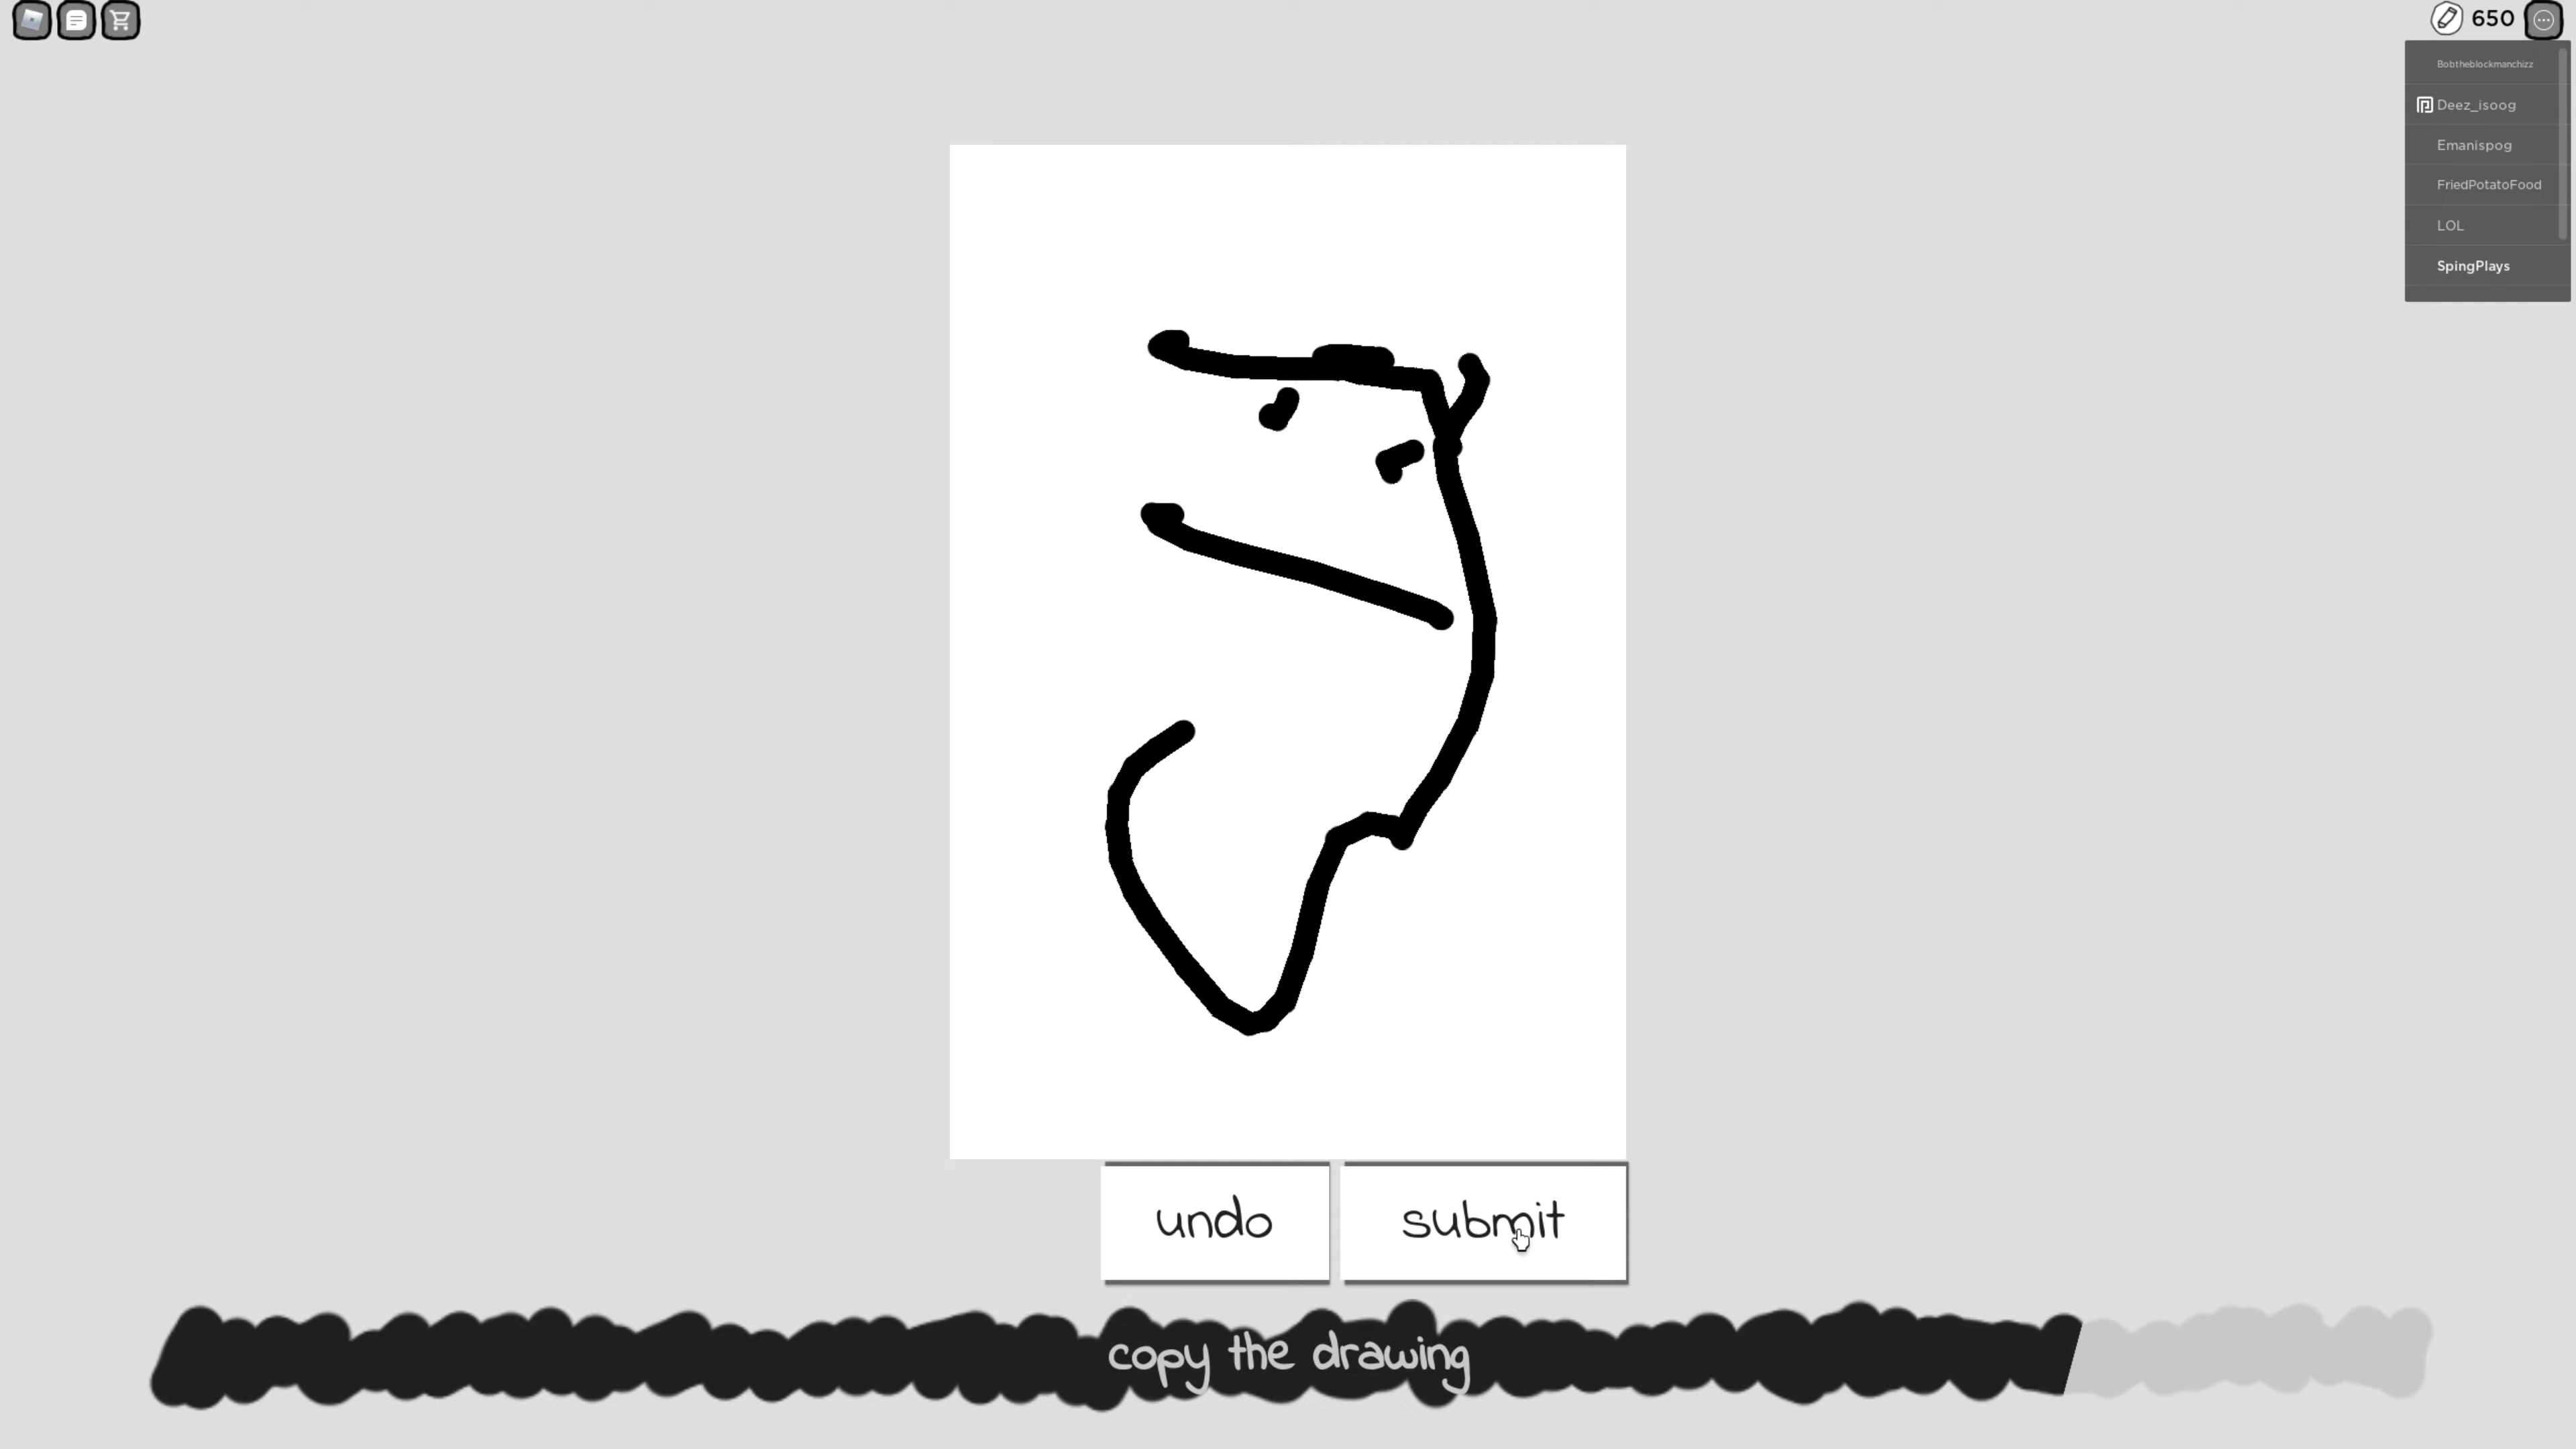 650
Bobtheblockmanchizz
Deez_isoog
Emanispog
FriedPotatoFood
LOL
SpingPlays
undo
submit
copy the drawing